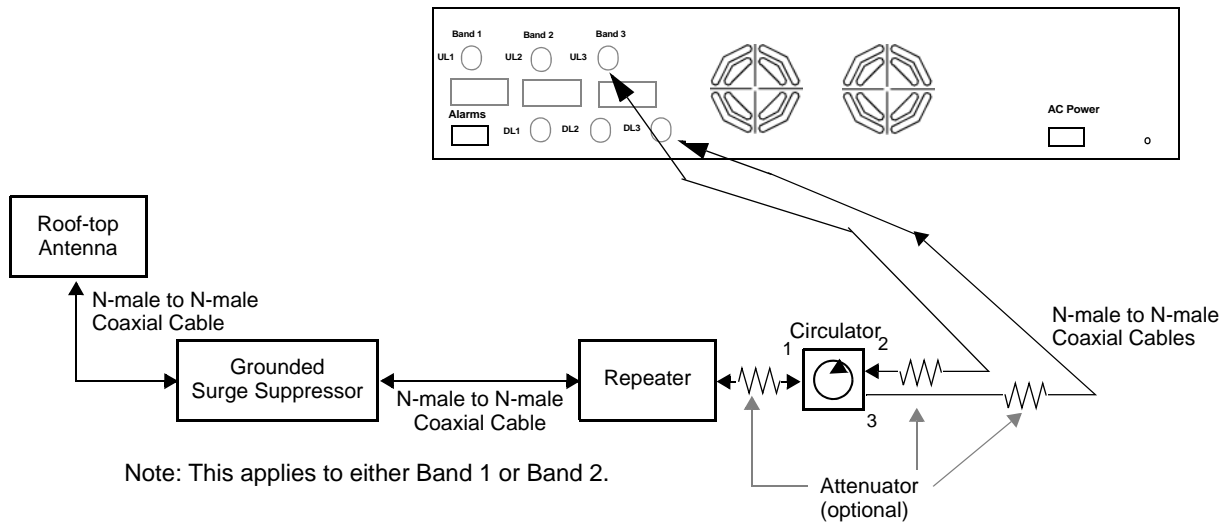 Band 1
Band 2
Band 3
UL1
UL2
UL3
Alarms
DL1
DL2
DL3
AC Power
o
Roof-top
Antenna
N-male to N-male
Coaxial Cable
Grounded
Surge Suppressor
N-male to N-male
Coaxial Cable
Repeater
Circulator
1
2
3
N-male to N-male
Coaxial Cables
Note: This applies to either Band 1 or Band 2.
Attenuator
(optional)